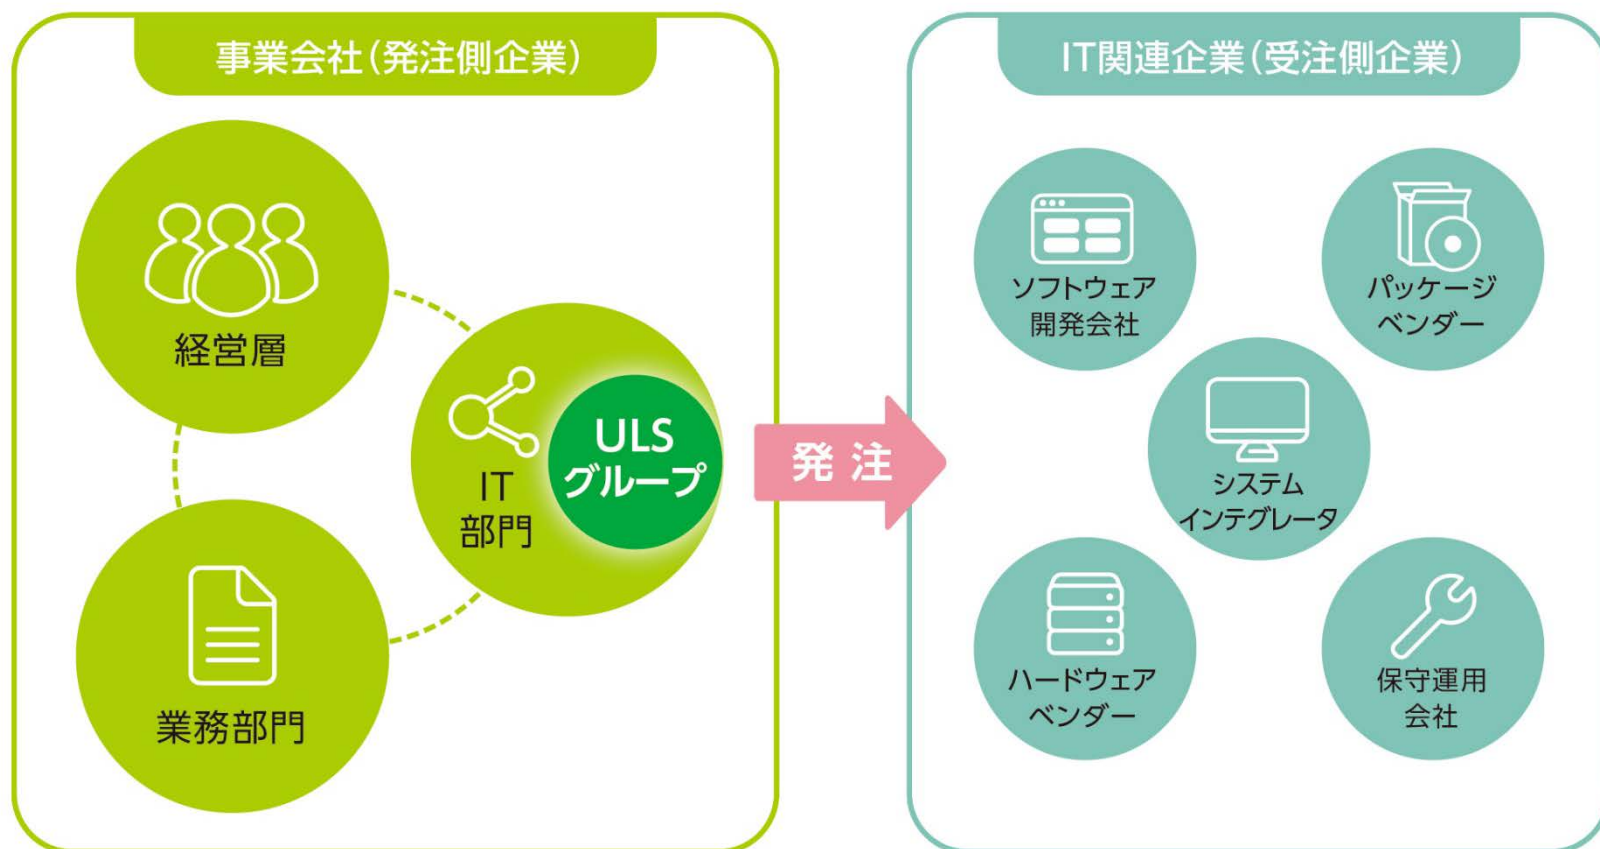 事業会社(発注側企業)
経営層
IT
部門
ULS
グループ
業務部門
発注
IT関連企業(受注側企業)
ソフトウェア
開発会社
パッケージ
ベンダー
システム
インテグレータ
ハードウェア
ベンダー
保守運用
会社